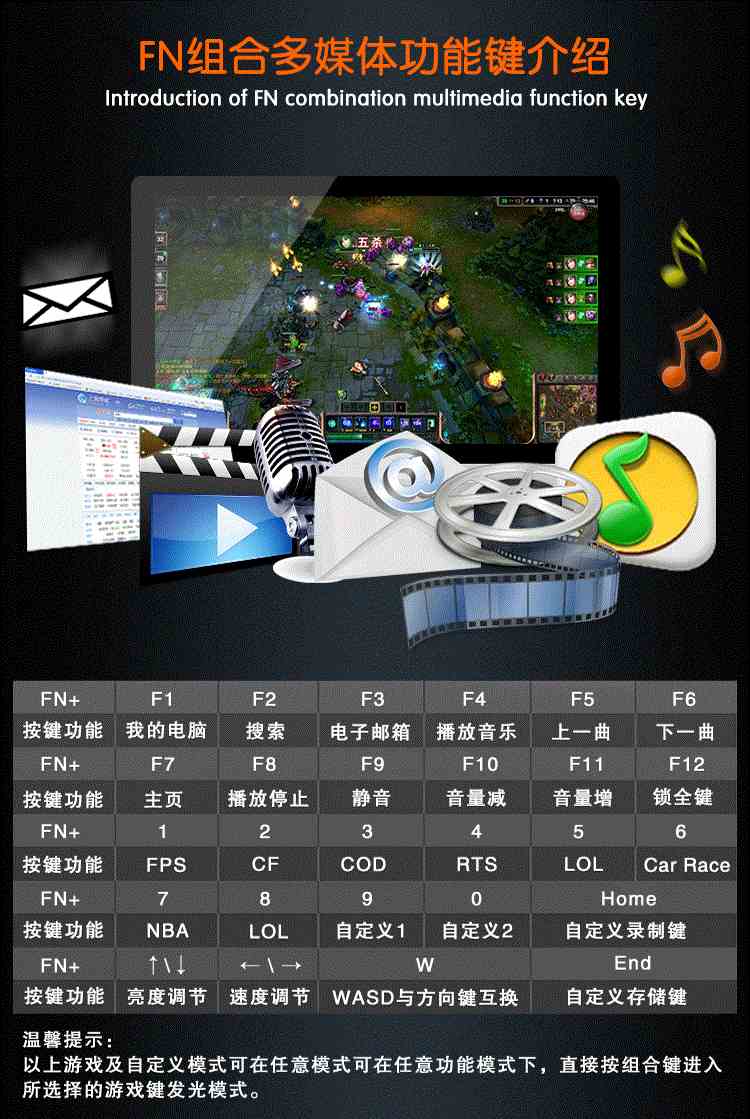 FN组合多媒体功能键介绍
Introduction of FN combination multimedia function key
五杀
FN+ F1 F2 F3 F4 F5 F6
按键功能 我的电脑 搜索 电子邮箱 播放音乐 上一曲 下一曲
FN+ F7 F8 F9 F10 F11 F12
按键功能 主页 播放停止 静音 音量减 音量增 锁全键
FN+ 1 2 3 4 5 6
按键功能 FPS CF COD RTS LOL Car Race
FN+ 7 8 9 0 Home
按键功能 NBA LOL 自定义1 自定义2 自定义录制键
FN+ ↑\↓ ←\→ W End
按键功能 亮度调节 速度调节 WASD与方向键互换 自定义存储键
温馨提示：
以上游戏及自定义模式可在任意模式可在任意功能模式下，直接按组合键进入
所选择的游戏键发光模式。